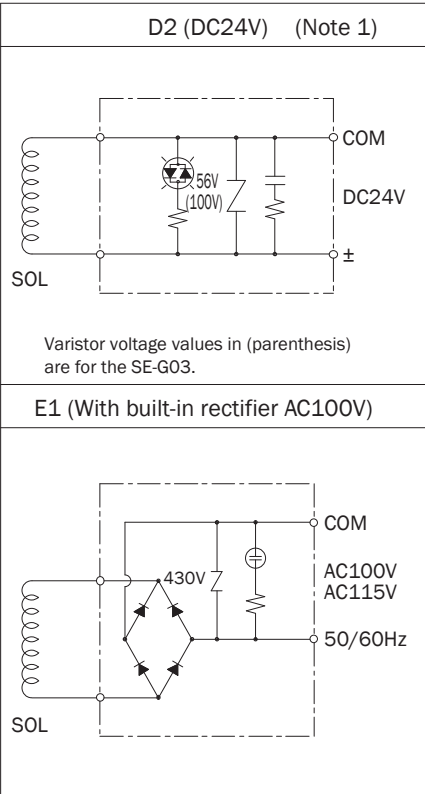 D2 (DC24V) (Note 1)
COM
56V
(100V)
DC24V
±
SOL
Varistor voltage values in (parenthesis)
are for the SE-G03.
E1 (With built-in rectifier AC100V)
COM
430V
AC100V
AC115V
50/60Hz
SOL